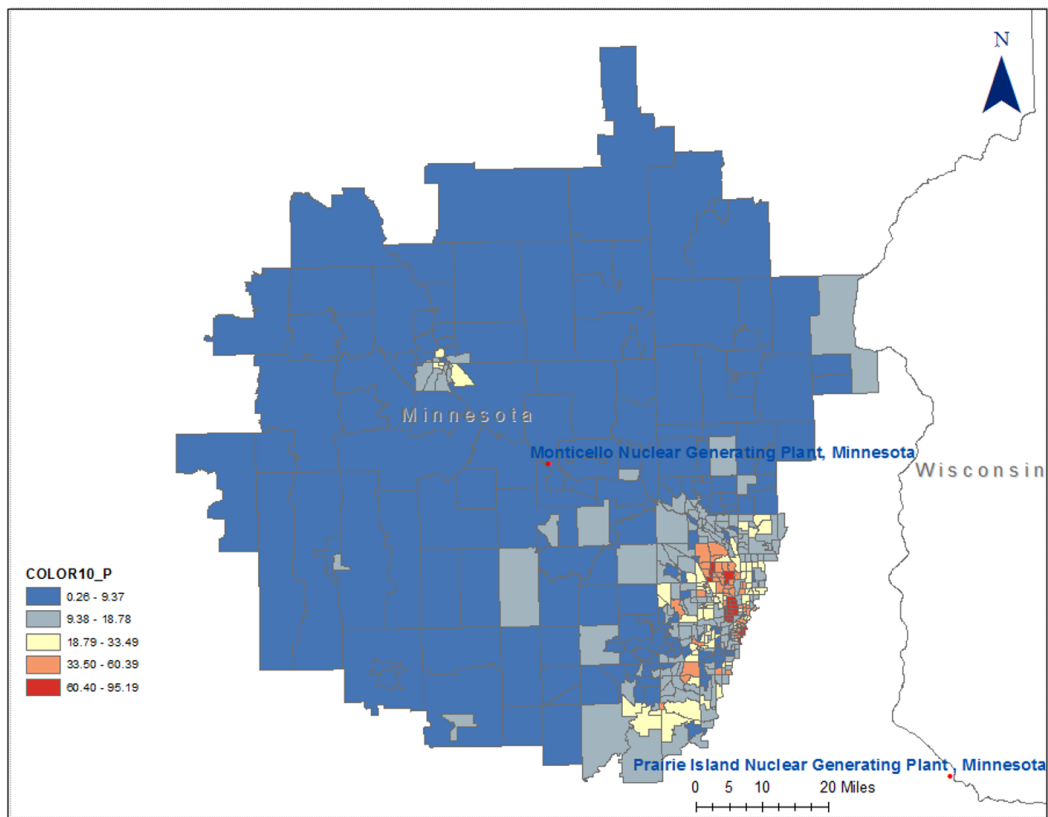 N
Minnesota
Monticello Nuclear Generating Plant, Minnesota
Wisconsin
COLOR10_P
0.26 - 9.37
9.38 - 18.78
18.79 - 33.49
33.50 - 60.39
60.40 - 95.19
Prairie Island Nuclear Generating Plant , Minnesota
0 5 10 20 Miles